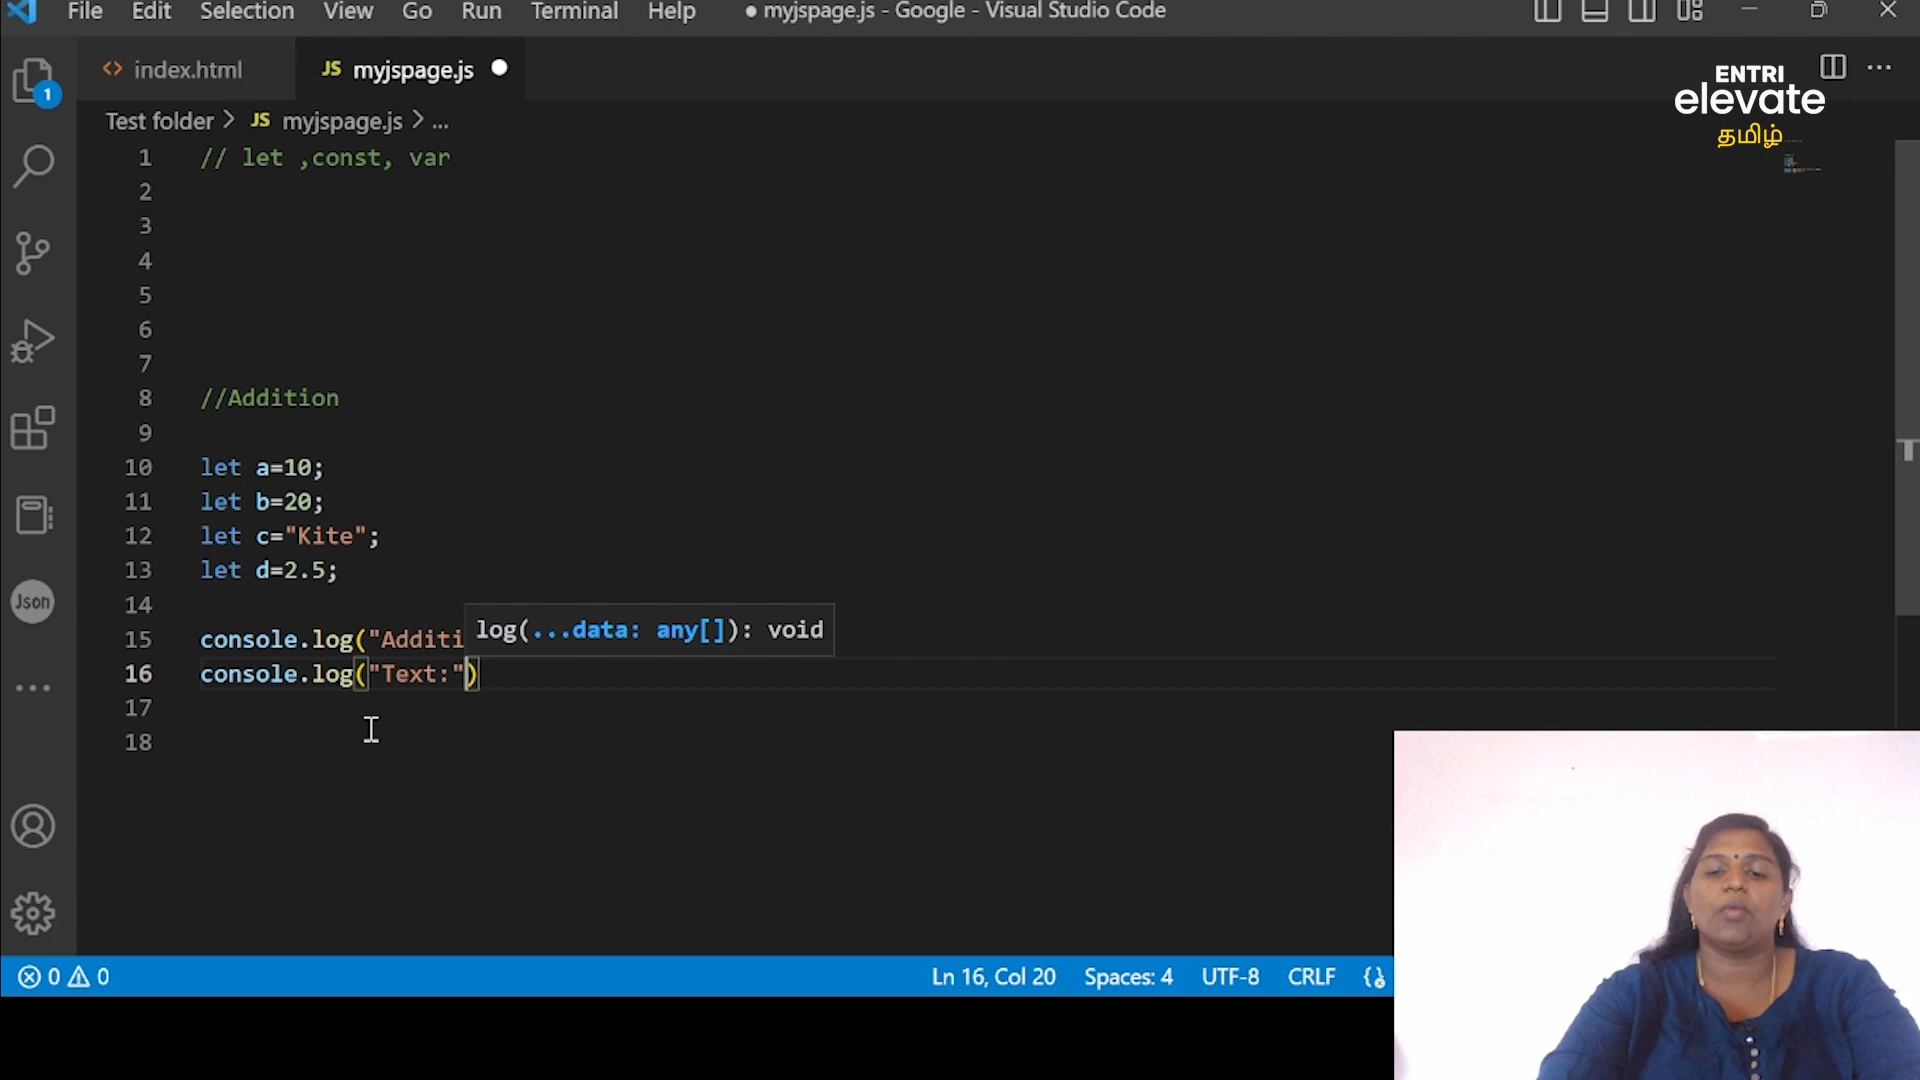 File Edit Selection View Go Run Terminal Help ● myjspage.js - Google - Visual Studio Code
<> index.html JS myjspage.js ●
ENTRI
elevate
தமிழ்
1
Test folder > JS myjspage.js > ...
1 // let ,const, var
2
3
4
5
6
7
8 //Addition
9
10 let a=10;
11 let b=20;
12 let c="Kite";
13 let d=2.5;
14
log(...data: any[]): void
15 console.log("Additi
16 console.log("Text:")
17
18
Json
0 0 Ln 16, Col 20 Spaces: 4 UTF-8 CRLF {